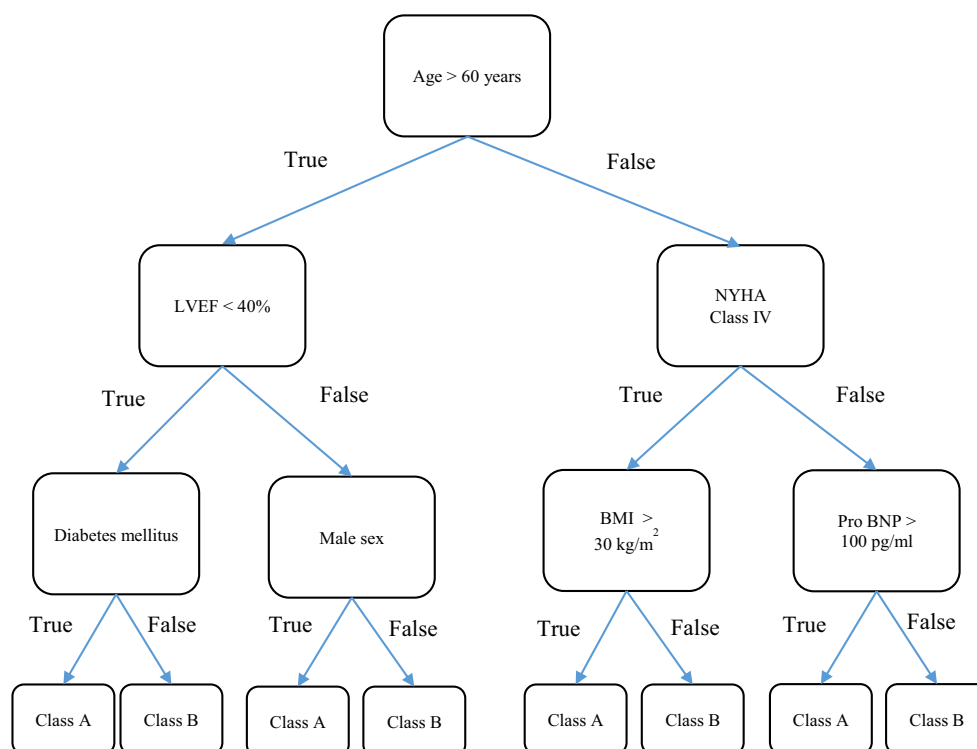 Age > 60 years
True
False
LVEF < 40%
NYHA
Class IV
True
False
True
False
Diabetes mellitus
Male sex
BMI >
30 kg/m²
Pro BNP >
100 pg/ml
True
False
True
False
True
False
True
False
Class A
Class B
Class A
Class B
Class A
Class B
Class A
Class B